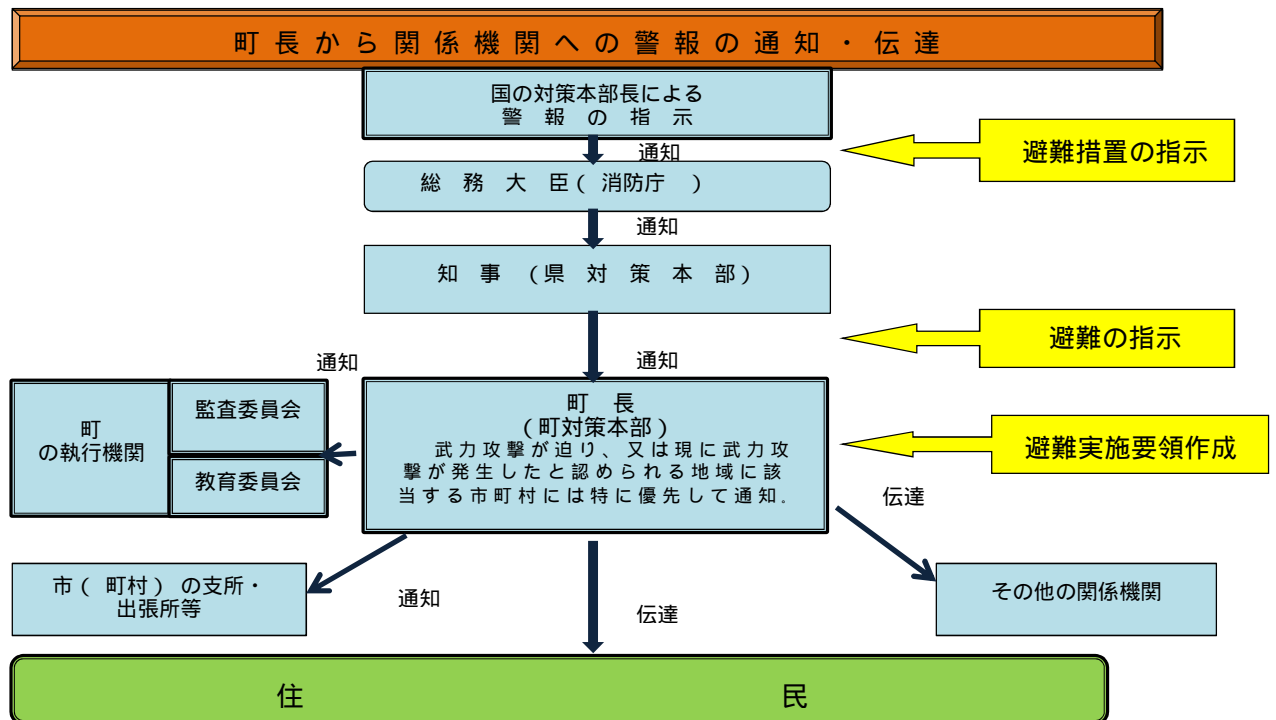 町長から関係機関への警報の通知・伝達
国の対策本部長による
警報の指示
通知
避難措置の指示
総務大臣(消防庁)
通知
知事(県対策本部)
避難の指示
通知
通知
町
の執行機関
監査委員会
教育委員会
町長
(町対策本部)
武力攻撃が迫り、又は現に武力攻
撃が発生したと認められる地域に該
当する市町村には特に優先して通知.
避難実施要領作成
伝達
市(町村)の支所・
出張所等
通知
伝達
その他の関係機関
住民